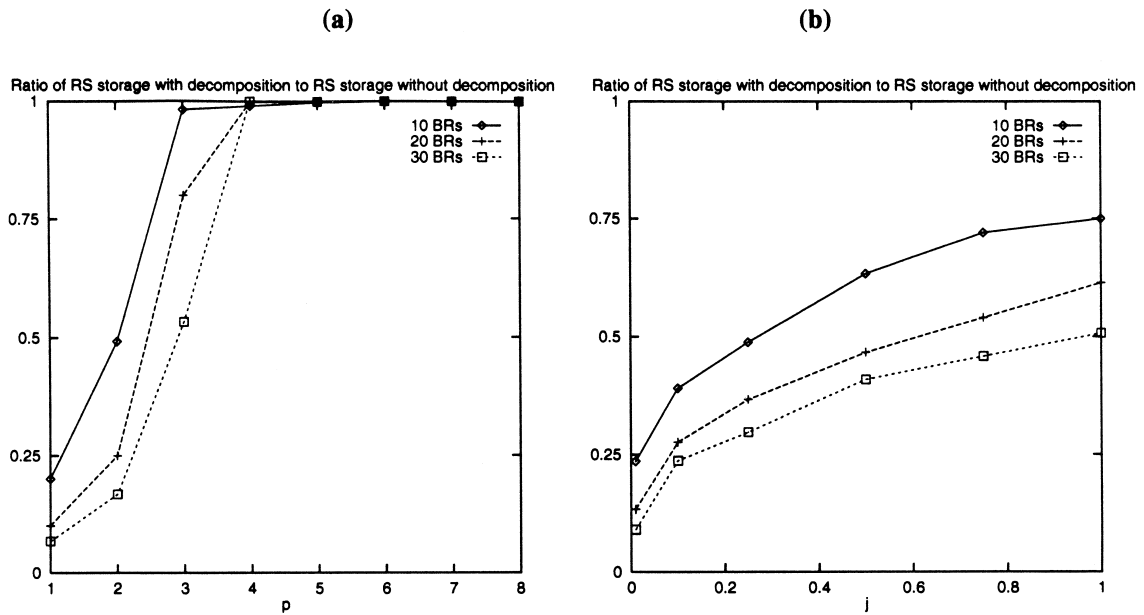 (a)
Ratio of RS storage with decomposition to RS storage without decomposition
1
0.75
0.5
0.25
0
10 BRs
20 BRs
30 BRs
1 2 3 4 5 6 7 8
p
(b)
Ratio of RS storage with decomposition to RS storage without decomposition
1
0.75
0.5
0.25
0
10 BRs
20 BRs
30 BRs
0 0.2 0.4 0.6 0.8 1
j